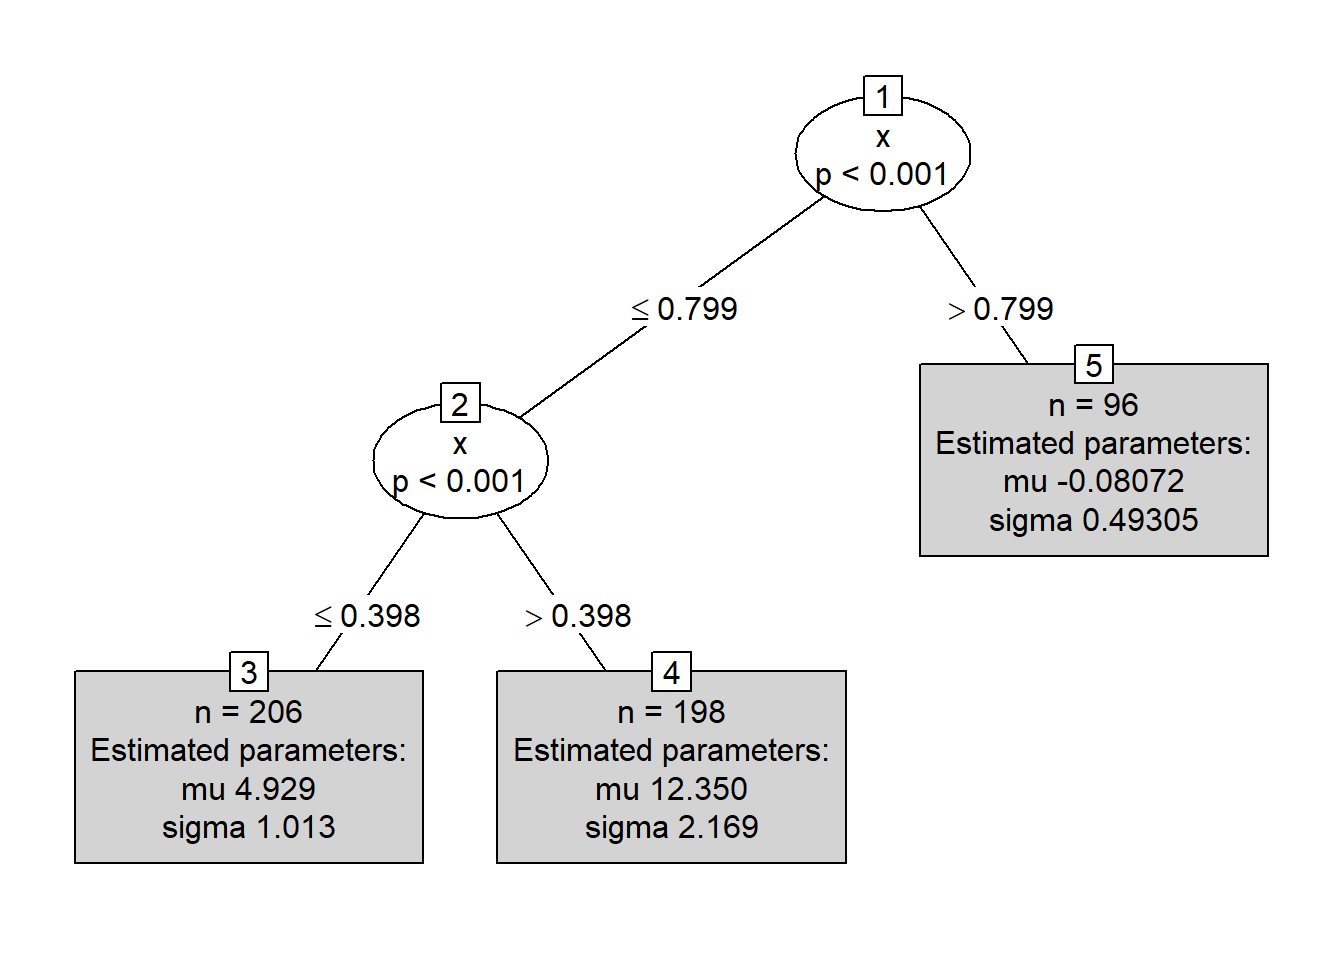 1
x
p < 0.001
≤ 0.799
> 0.799
2
x
p < 0.001
5
n = 96
Estimated parameters:
mu -0.08072
sigma 0.49305
≤ 0.398
> 0.398
3
n = 206
Estimated parameters:
mu 4.929
sigma 1.013
4
n = 198
Estimated parameters:
mu 12.350
sigma 2.169